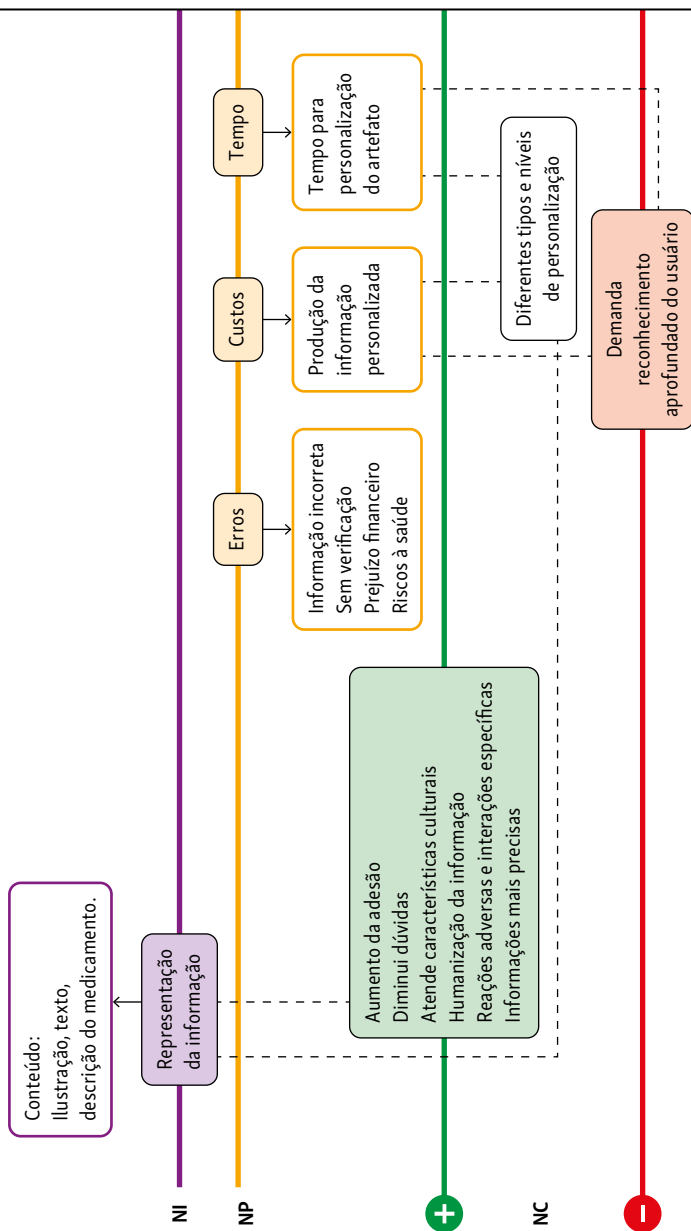 Conteúdo:
Ilustração, texto,
descrição do medicamento.
NI
Representação
da informação
NP
Erros
Custos
Tempo
Informação incorreta
Sem verificação
Prejuízo financeiro
Riscos à saúde
Produção da
informação
personalizada
Tempo para
personalização
do artefato
+
Aumento da adesão
Diminui dúvidas
Atende características culturais
Humanização da informação
Reações adversas e interações específicas
Informações mais precisas
NC
Diferentes tipos e níveis
de personalização
−
Demanda
reconhecimento
aprofundado do usuário